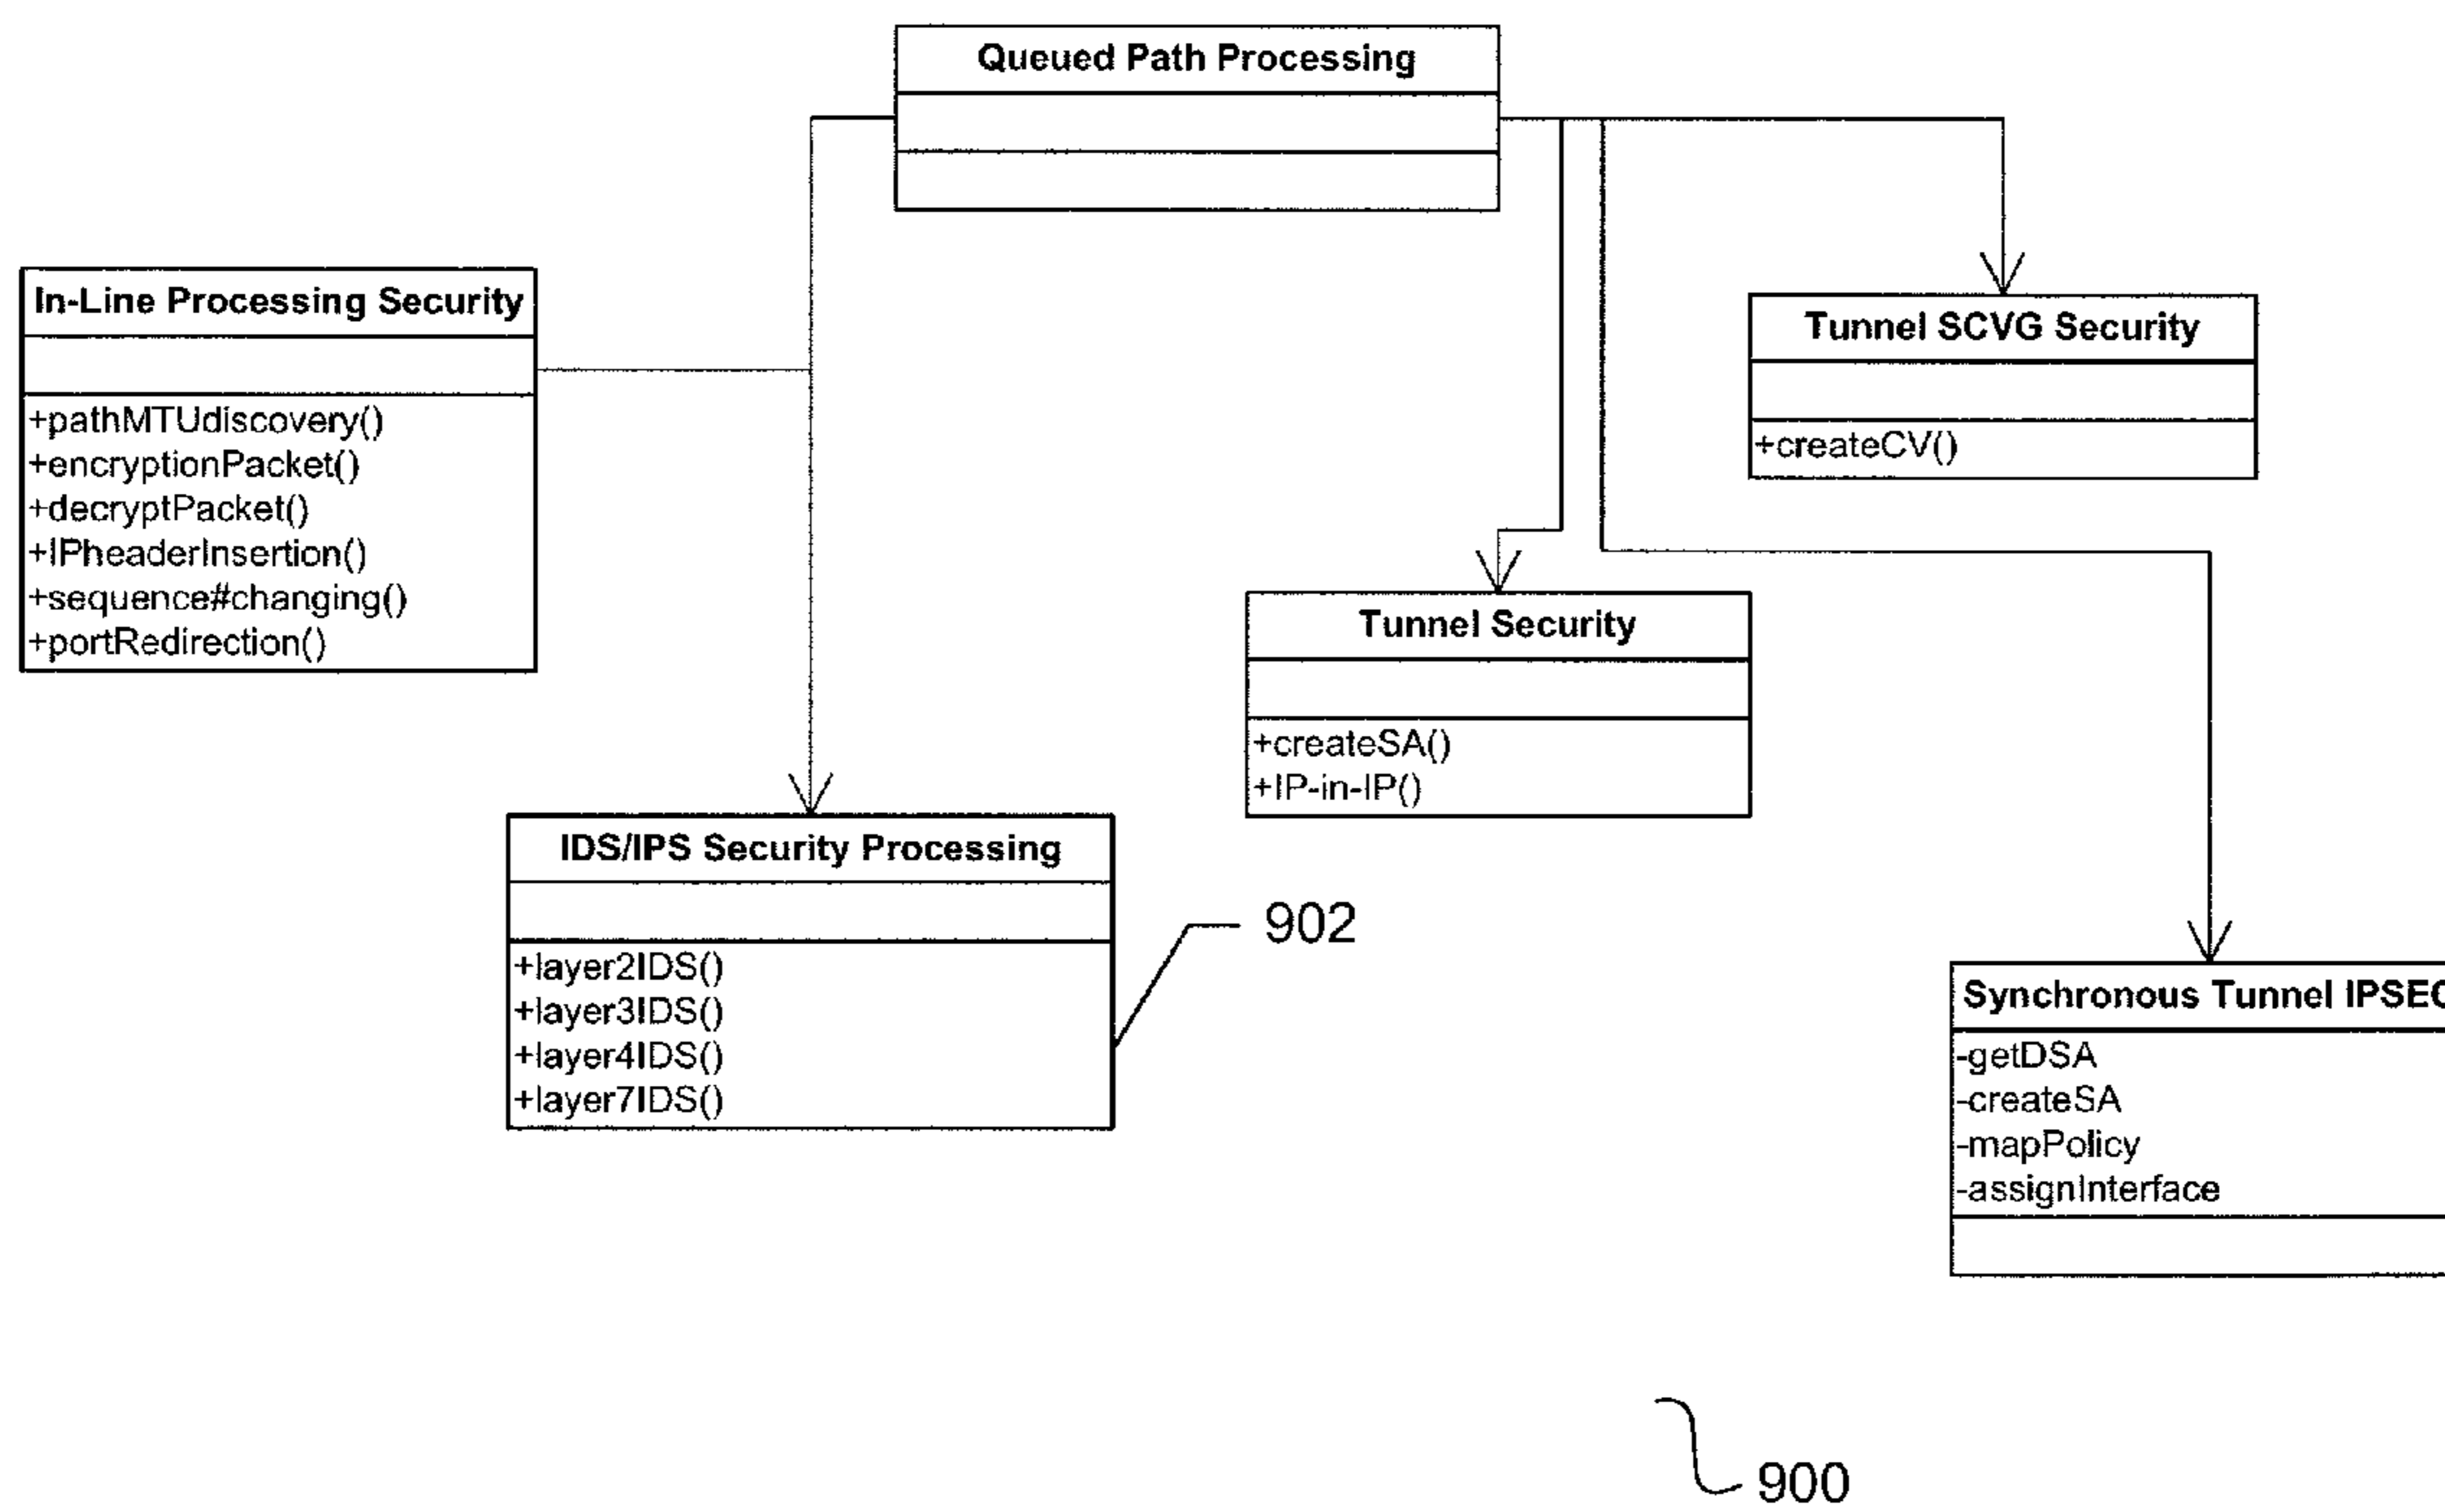 Queued Path Processing
In-Line Processing Security
+pathMTUdiscovery()
+encryptionPacket()
+decryptPacket()
+IPheaderInsertion()
+sequence#changing()
+portRedirection()
Tunnel SCVG Security
+createCV()
Tunnel Security
+createSA()
+IP-in-IP()
IDS/IPS Security Processing
+layer2IDS()
+layer3IDS()
+layer4IDS()
+layer7IDS()
902
Synchronous Tunnel IPSEC
-getDSA
-createSA
-mapPolicy
-assignInterface
900